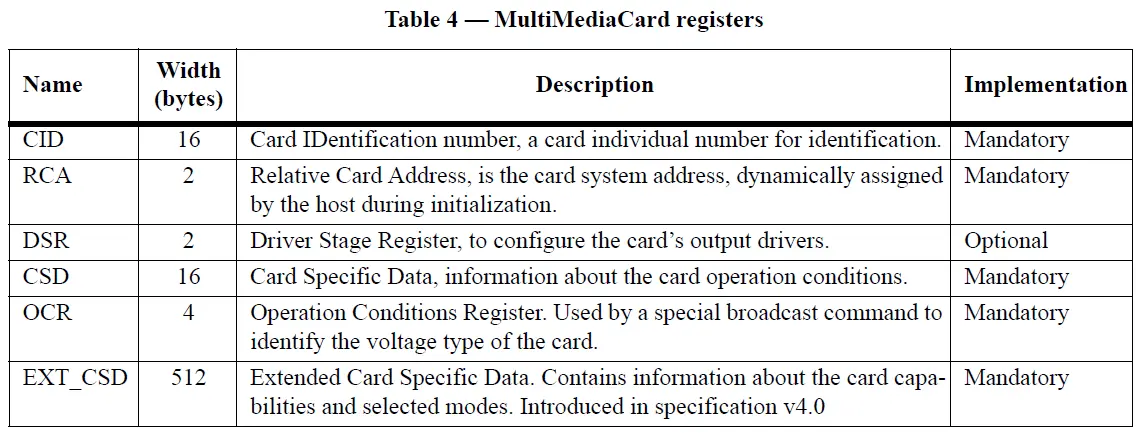 Table 4 — MultiMediaCard registers
Name Width (bytes) Description Implementation
CID 16 Card IDentification number, a card individual number for identification. Mandatory
RCA 2 Relative Card Address, is the card system address, dynamically assigned Mandatory
by the host during initialization.
DSR 2 Driver Stage Register, to configure the card’s output drivers. Optional
CSD 16 Card Specific Data, information about the card operation conditions. Mandatory
OCR 4 Operation Conditions Register. Used by a special broadcast command to Mandatory
identify the voltage type of the card.
EXT_CSD 512 Extended Card Specific Data. Contains information about the card capa- Mandatory
bilities and selected modes. Introduced in specification v4.0